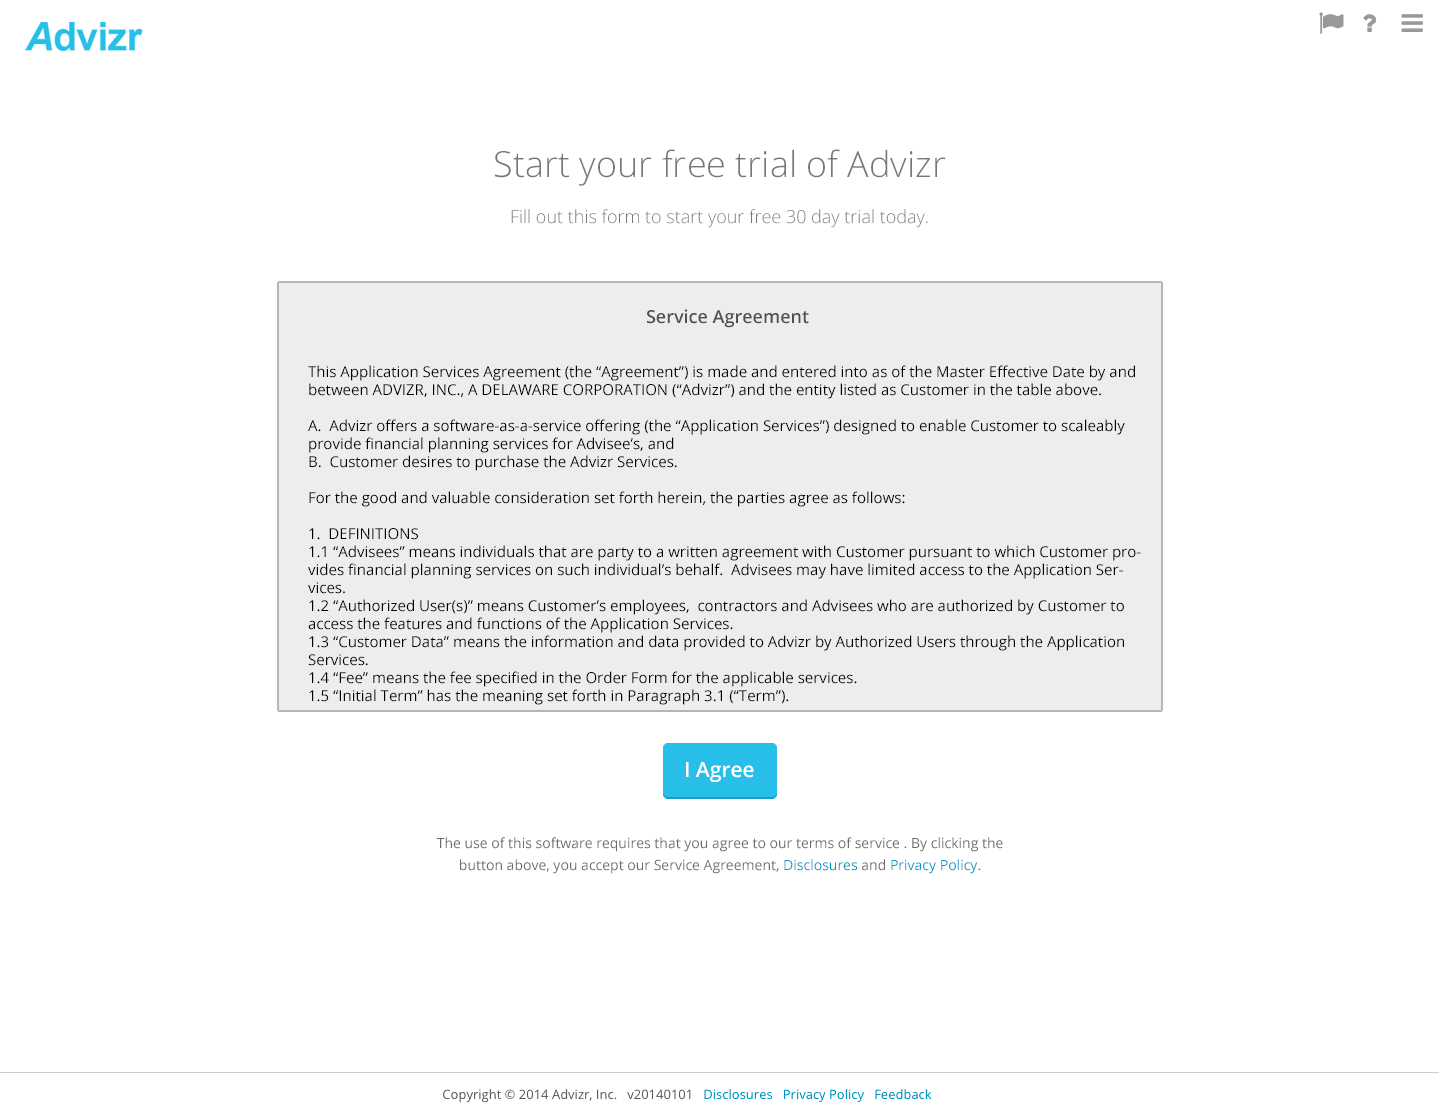 Advizr
?
Start your free trial of Advizr
Fill out this form to start your free 30 day trial today.
Service Agreement
This Application Services Agreement (the “Agreement”) is made and entered into as of the Master Effective Date by and
between ADVIZR, INC., A DELAWARE CORPORATION (“Advizr”) and the entity listed as Customer in the table above.
A.  Advizr offers a software-as-a-service offering (the “Application Services”) designed to enable Customer to scaleably
provide financial planning services for Advisee’s, and
B.  Customer desires to purchase the Advizr Services.
For the good and valuable consideration set forth herein, the parties agree as follows:
1.  DEFINITIONS
1.1 “Advisees” means individuals that are party to a written agreement with Customer pursuant to which Customer pro-
vides financial planning services on such individual’s behalf.  Advisees may have limited access to the Application Ser-
vices.
1.2 “Authorized User(s)” means Customer’s employees,  contractors and Advisees who are authorized by Customer to
access the features and functions of the Application Services.
1.3 “Customer Data” means the information and data provided to Advizr by Authorized Users through the Application
Services.
1.4 “Fee” means the fee specified in the Order Form for the applicable services.
1.5 “Initial Term” has the meaning set forth in Paragraph 3.1 (“Term”).
I Agree
The use of this software requires that you agree to our terms of service . By clicking the
button above, you accept our Service Agreement, Disclosures and Privacy Policy.
Copyright © 2014 Advizr, Inc.   v20140101   Disclosures   Privacy Policy   Feedback